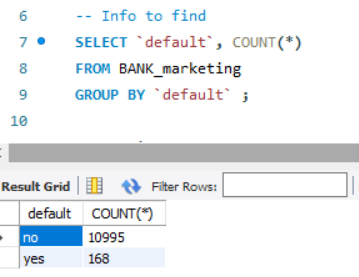 6 -- Info to find
7 SELECT `default`, COUNT(*)
8 FROM BANK_marketing
9 GROUP BY `default` ;
10
Result Grid Filter Rows:
default COUNT(*)
no 10995
yes 168